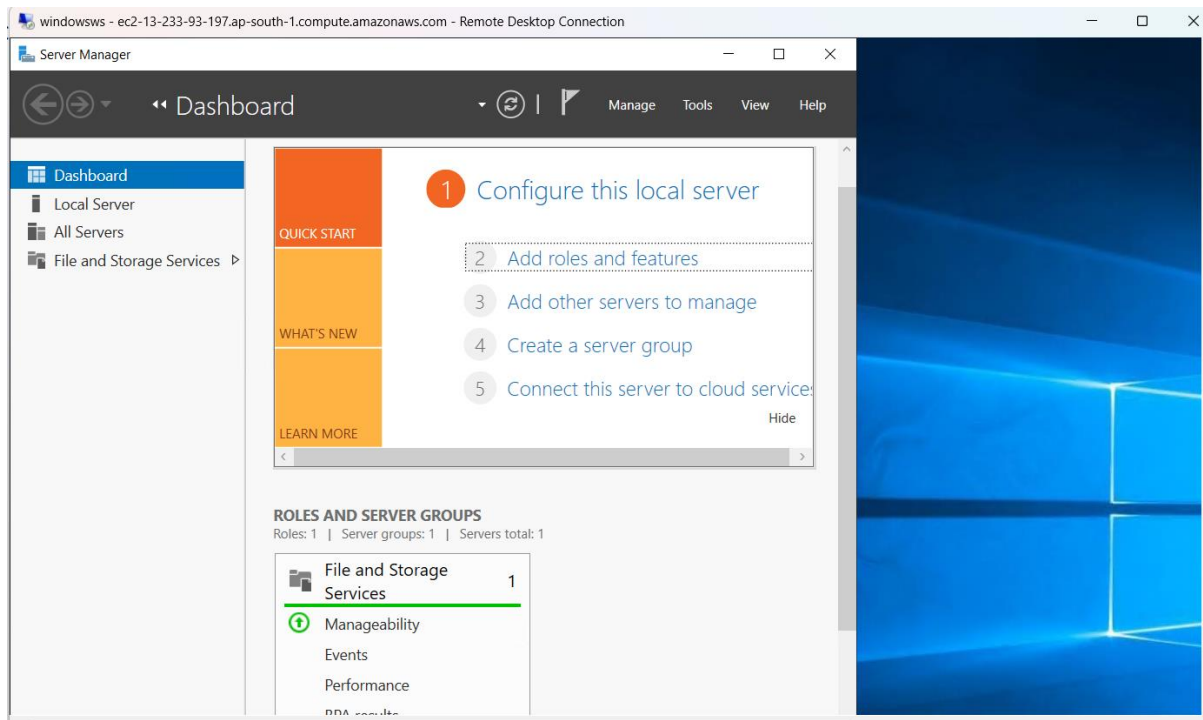 windowsws - ec2-13-233-93-197.ap-south-1.compute.amazonaws.com - Remote Desktop Connection
Server Manager
Dashboard
Manage Tools View Help
Dashboard
Local Server
All Servers
File and Storage Services
QUICK START
WHAT'S NEW
LEARN MORE
1 Configure this local server
2 Add roles and features
3 Add other servers to manage
4 Create a server group
5 Connect this server to cloud services
Hide
ROLES AND SERVER GROUPS
Roles: 1 | Server groups: 1 | Servers total: 1
File and Storage
Services
1
Manageability
Events
Performance
BPA results